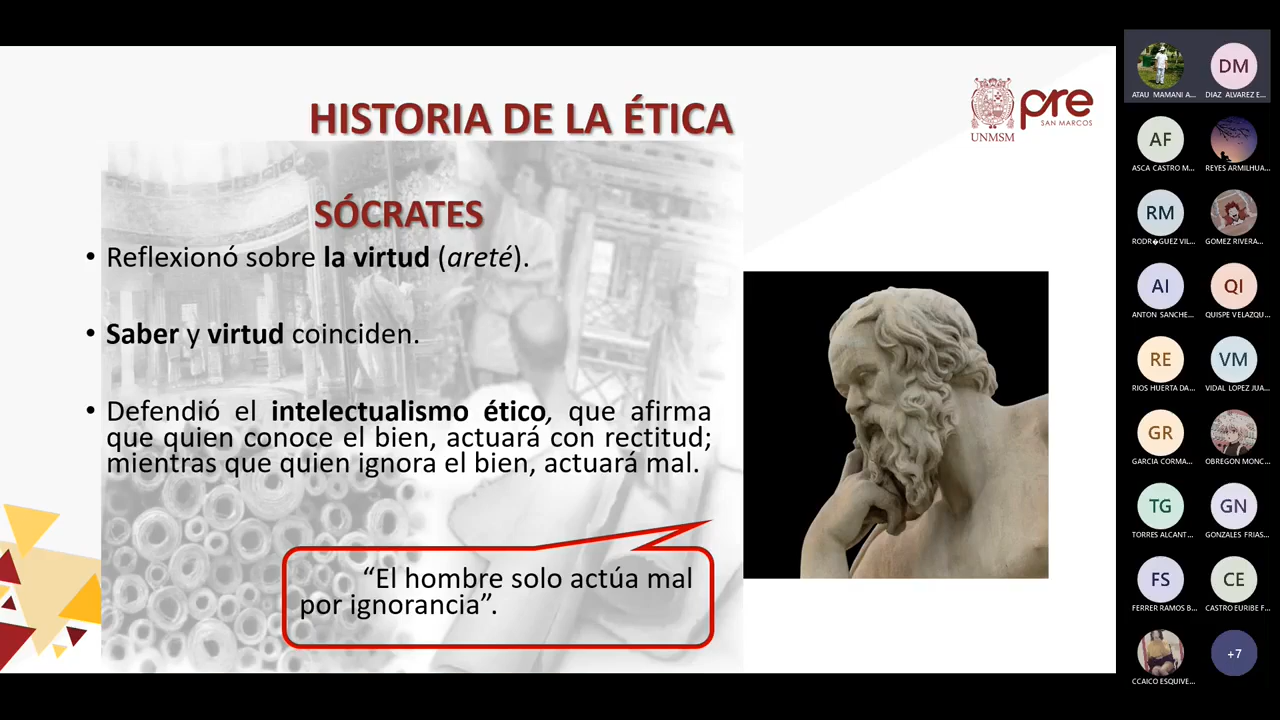 HISTORIA DE LA ÉTICA
UNMSM
pre
SAN MARCOS
SÓCRATES
• Reflexionó sobre la virtud (areté).
• Saber y virtud coinciden.
• Defendió el intelectualismo ético, que afirma
que quien conoce el bien, actuará con rectitud;
mientras que quien ignora el bien, actuará mal.
“El hombre solo actúa mal
por ignorancia”.
DM
ATAU MAMANI A...
DIAZ ALVAREZ E...
AF
ASCA CASTRO M...
REYES ARMILHUA...
RM
RODR�GUEZ VIL...
GOMEZ RIVERA...
AI
QI
ANTON SANCHE...
QUISPE VELAZQU...
RE
VM
RIOS HUERTA DA...
VIDAL LOPEZ JUA...
GR
GARCIA CORMA...
OBREGON MONC...
TG
GN
TORRES ALCANT...
GONZALES FRIAS...
FS
CE
FERRER RAMOS B...
CASTRO EURIBE F...
+7
CCAICO ESQUIVE...